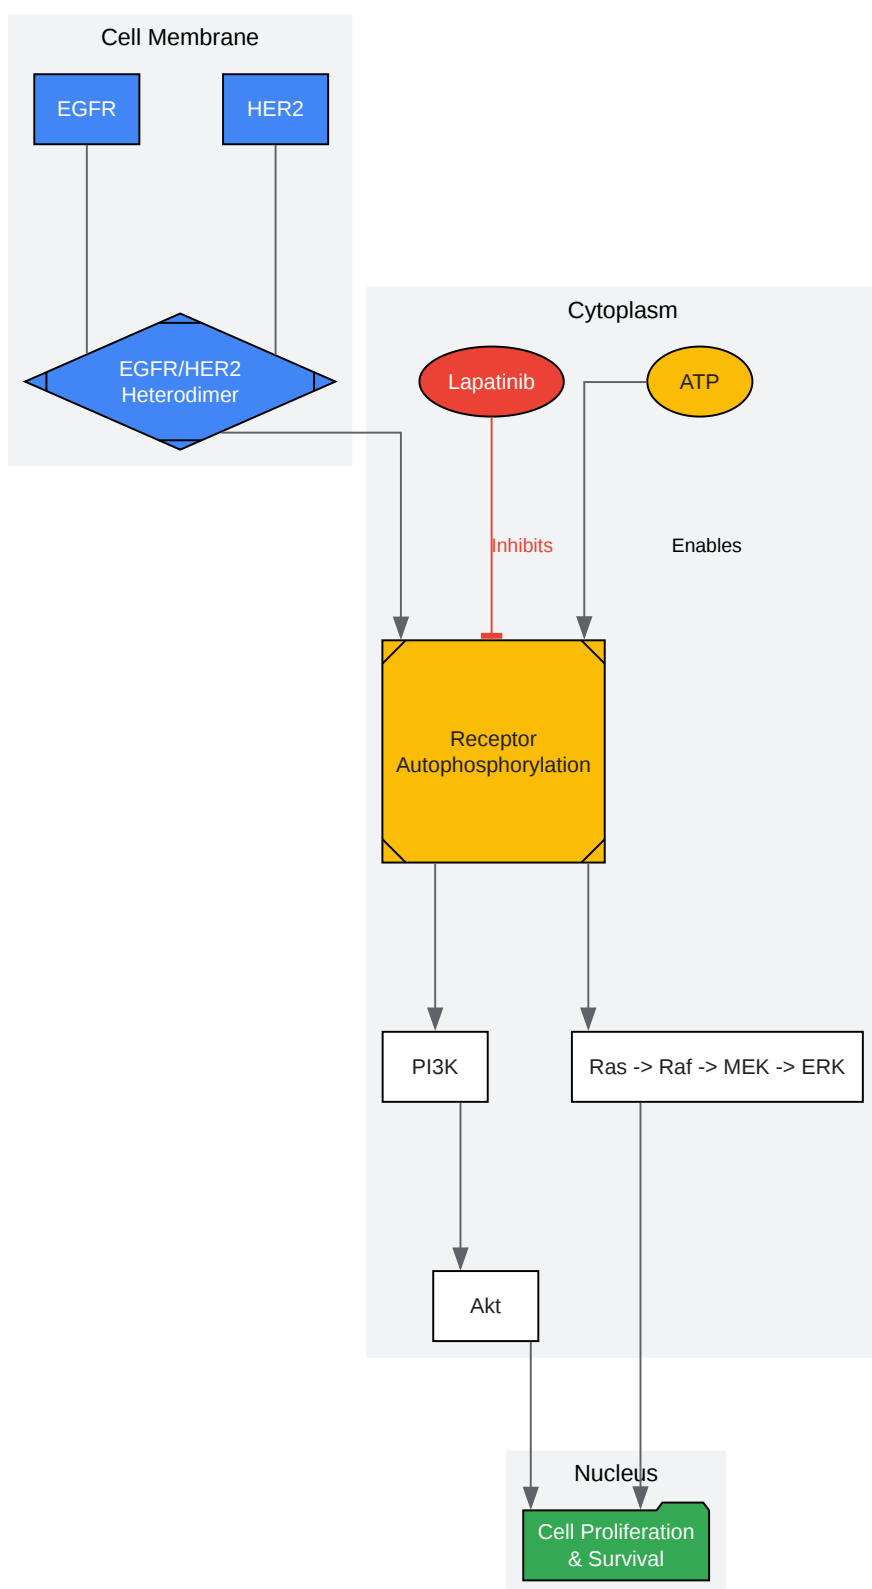 Cell Membrane
EGFR
HER2
EGFR/HER2
Heterodimer
Cytoplasm
Lapatinib
ATP
Inhibits
Enables
Receptor
Autophosphorylation
PI3K
Ras -> Raf -> MEK -> ERK
Akt
Nucleus
Cell Proliferation
& Survival